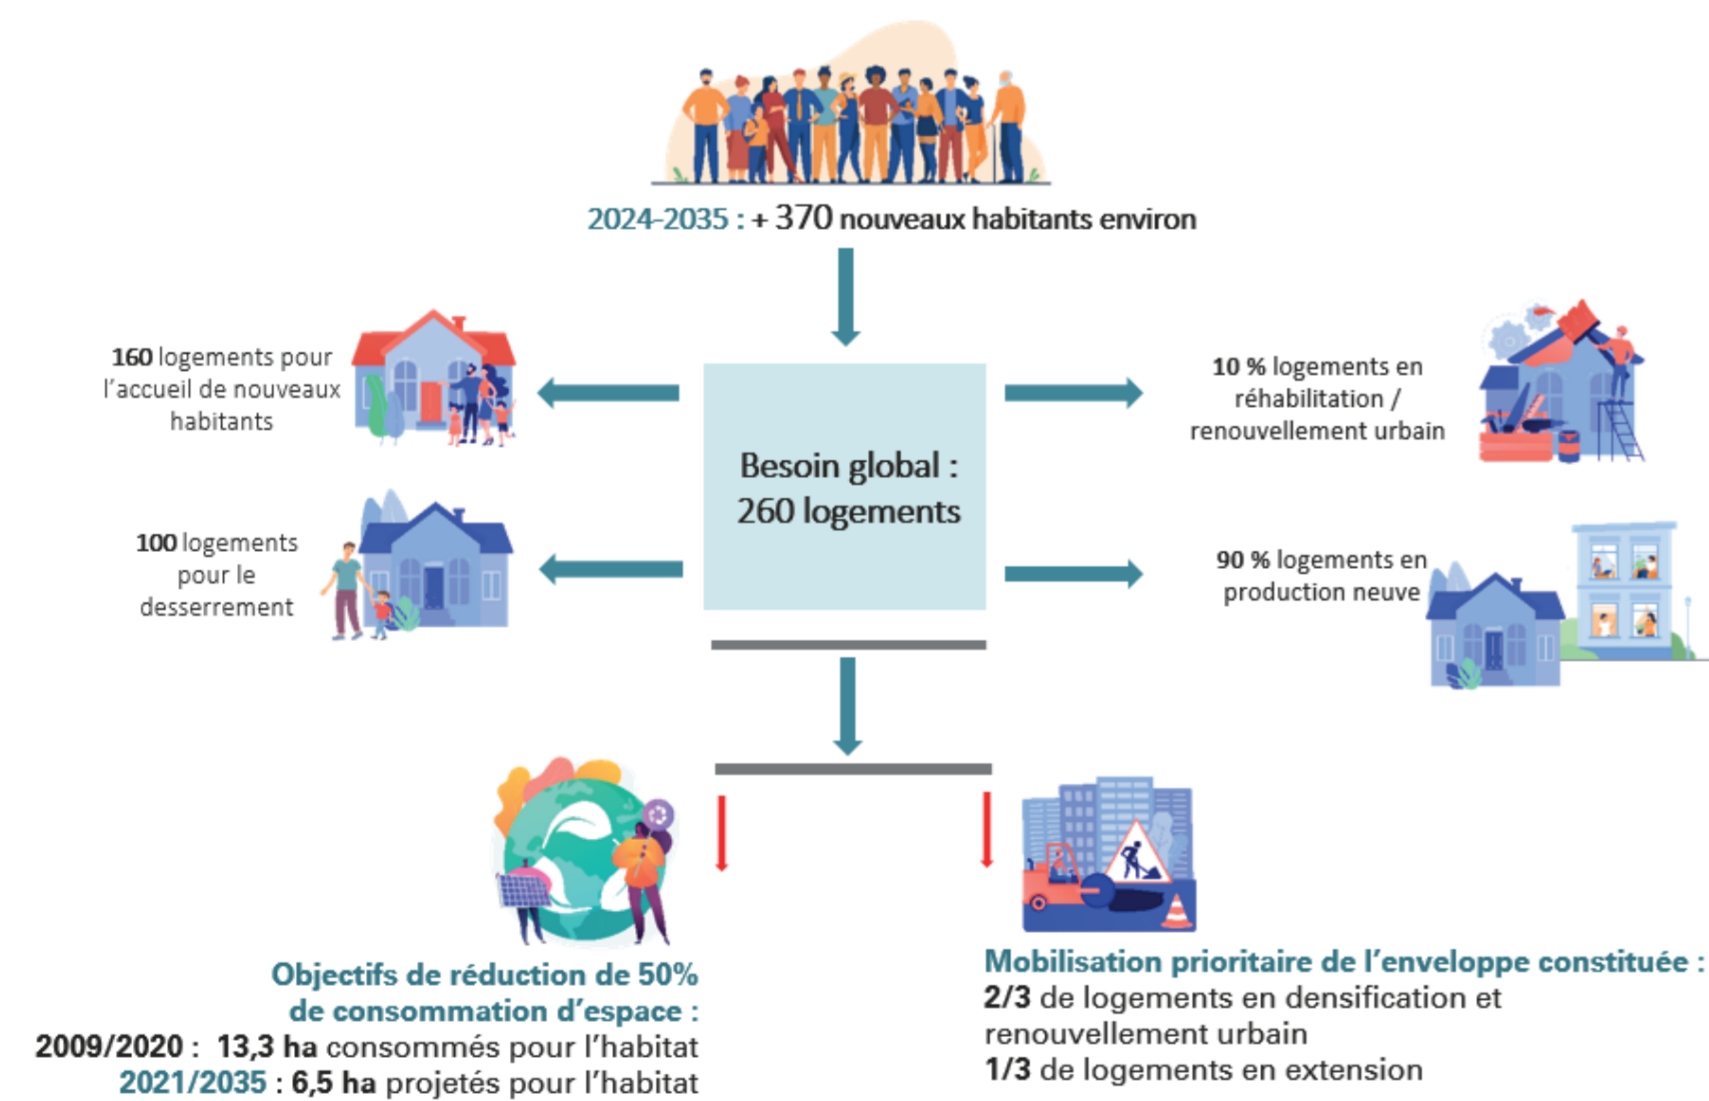 2024-2035 : + 370 nouveaux habitants environ
160 logements pour
l'accueil de nouveaux
habitants
100 logements
pour le
desserrement
Besoin global :
260 logements
10 % logements en
réhabilitation /
renouvellement urbain
90 % logements en
production neuve
Objectifs de réduction de 50%
de consommation d'espace :
2009/2020 : 13,3 ha consommés pour l'habitat
2021/2035 : 6,5 ha projetés pour l'habitat
Mobilisation prioritaire de l'enveloppe constituée :
2/3 de logements en densification et
renouvellement urbain
1/3 de logements en extension